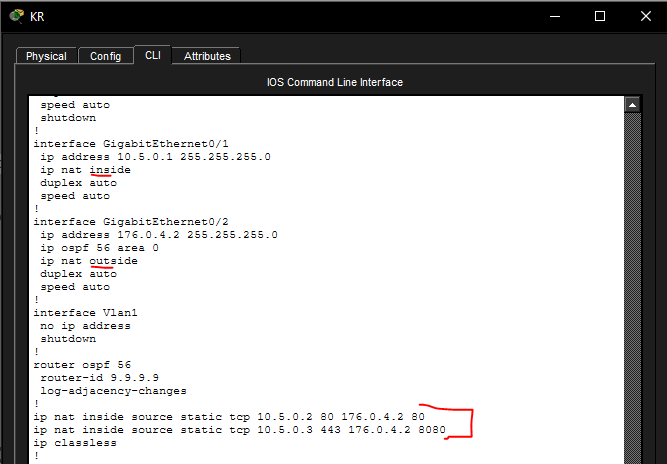 KR
Physical Config CLI Attributes
IOS Command Line Interface
speed auto
shutdown
!
interface GigabitEthernet0/1
ip address 10.5.0.1 255.255.255.0
ip nat inside
duplex auto
speed auto
!
interface GigabitEthernet0/2
ip address 176.0.4.2 255.255.255.0
ip ospf 56 area 0
ip nat outside
duplex auto
speed auto
!
interface Vlan1
no ip address
shutdown
!
router ospf 56
router-id 9.9.9.9
log-adjacency-changes
!
ip nat inside source static tcp 10.5.0.2 80 176.0.4.2 80
ip nat inside source static tcp 10.5.0.3 443 176.0.4.2 8080
ip classless
!